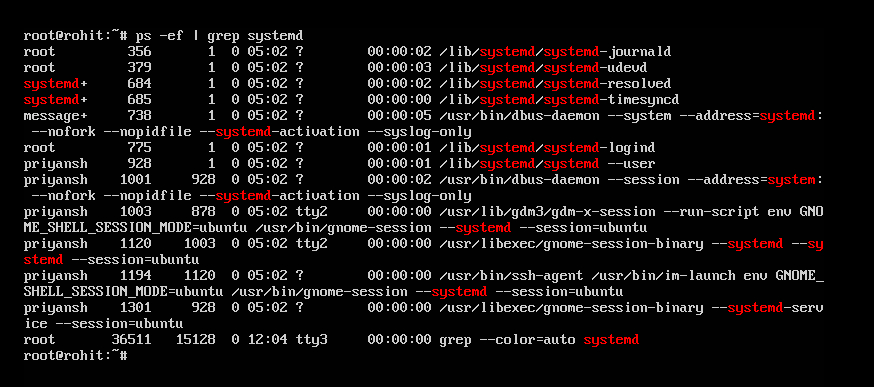 root@rohit:~# ps -ef | grep systemd
root         356       1  0 05:02 ?        00:00:02 /lib/systemd/systemd-journald
root         379       1  0 05:02 ?        00:00:03 /lib/systemd/systemd-udevd
systemd+     684       1  0 05:02 ?        00:00:02 /lib/systemd/systemd-resolved
systemd+     685       1  0 05:02 ?        00:00:00 /lib/systemd/systemd-timesyncd
message+     738       1  0 05:02 ?        00:00:05 /usr/bin/dbus-daemon --system --address=systemd:
 --nofork --nopidfile --systemd-activation --syslog-only
root         775       1  0 05:02 ?        00:00:01 /lib/systemd/systemd-logind
priyansh     928       1  0 05:02 ?        00:00:01 /lib/systemd/systemd --user
priyansh    1001     928  0 05:02 ?        00:00:02 /usr/bin/dbus-daemon --session --address=system:
 --nofork --nopidfile --systemd-activation --syslog-only
priyansh    1003     878  0 05:02 tty2     00:00:00 /usr/lib/gdm3/gdm-x-session --run-script env GNO
ME_SHELL_SESSION_MODE=ubuntu /usr/bin/gnome-session --systemd --session=ubuntu
priyansh    1120    1003  0 05:02 tty2     00:00:00 /usr/libexec/gnome-session-binary --systemd --sy
stemd --session=ubuntu
priyansh    1194    1120  0 05:02 ?        00:00:00 /usr/bin/ssh-agent /usr/bin/im-launch env GNOME_
SHELL_SESSION_MODE=ubuntu /usr/bin/gnome-session --systemd --session=ubuntu
priyansh    1301     928  0 05:02 ?        00:00:00 /usr/libexec/gnome-session-binary --systemd-serv
ice --session=ubuntu
root       36511   15128  0 12:04 tty3     00:00:00 grep --color=auto systemd
root@rohit:~#